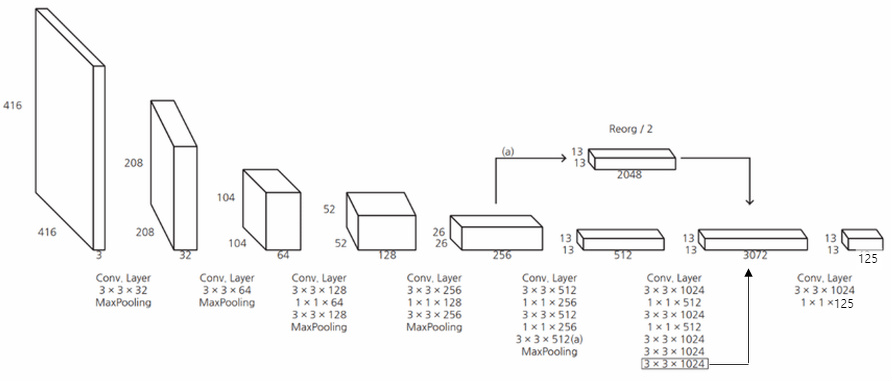 416
416
3
208
208
32
104
104
64
52
52
128
26
26
256
(a)
Reorg / 2
13
13
2048
13
13
512
13
13
3072
13
13
125
Conv. Layer
3 × 3 × 32
MaxPooling
Conv. Layer
3 × 3 × 64
MaxPooling
Conv. Layer
3 × 3 × 128
1 × 1 × 64
3 × 3 × 128
MaxPooling
Conv. Layer
3 × 3 × 256
1 × 1 × 128
3 × 3 × 256
MaxPooling
Conv. Layer
3 × 3 × 512
1 × 1 × 256
3 × 3 × 512
1 × 1 × 256
3 × 3 × 512(a)
MaxPooling
Conv. Layer
3 × 3 × 1024
1 × 1 × 512
3 × 3 × 1024
1 × 1 × 512
3 × 3 × 1024
3 × 3 × 1024
3 × 3 × 1024
Conv. Layer
3 × 3 × 1024
1 × 1 × 125